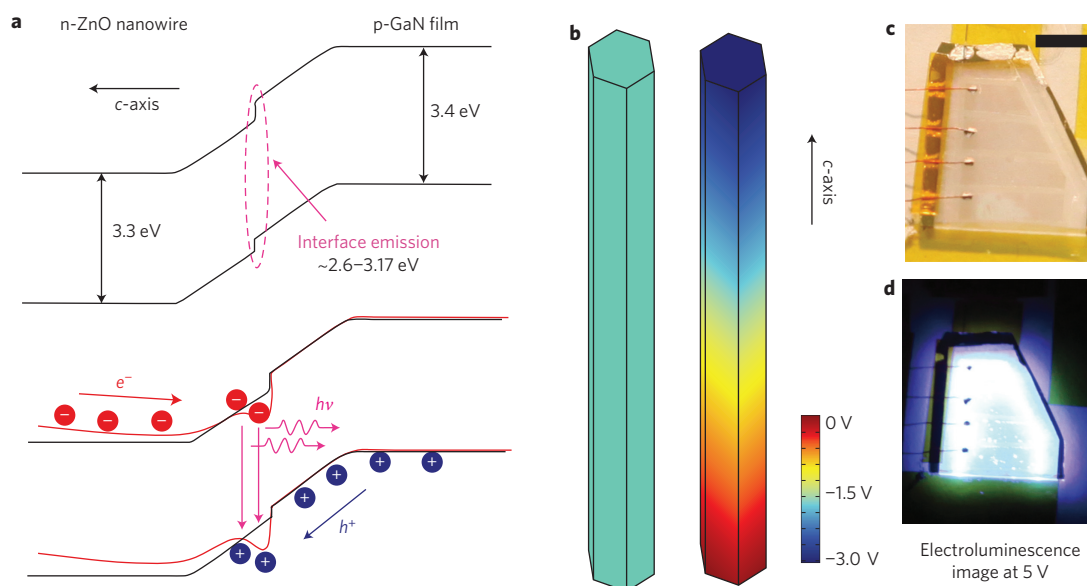 a
n-ZnO nanowire
p-GaN film
c-axis
3.4 eV
3.3 eV
Interface emission
~2.6–3.17 eV
e−
−
−
−
−
−
hν
+
+
+
+
h+
+
+
b
c-axis
0 V
−1.5 V
−3.0 V
c
d
Electroluminescence
image at 5 V